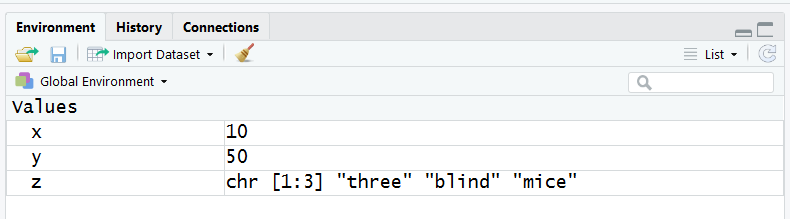 Environment History Connections
Import Dataset List
Global Environment
Values
x 10
y 50
z chr [1:3] "three" "blind" "mice"